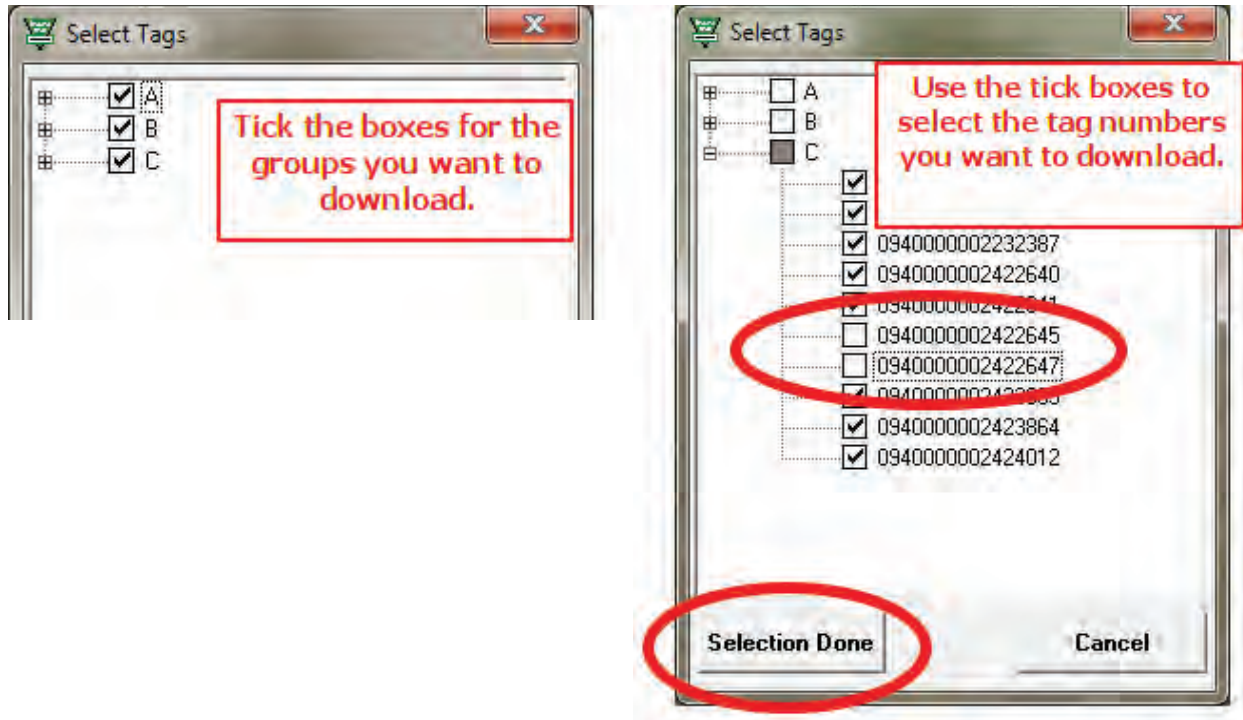 Select Tags
A
B
C
Tick the boxes for the
groups you want to
download.
Select Tags
A
B
C
Use the tick boxes to
select the tag numbers
you want to download.
0940000002232387
0940000002422640
0940000002422645
0940000002422647
0940000002423864
0940000002424012
Selection Done
Cancel